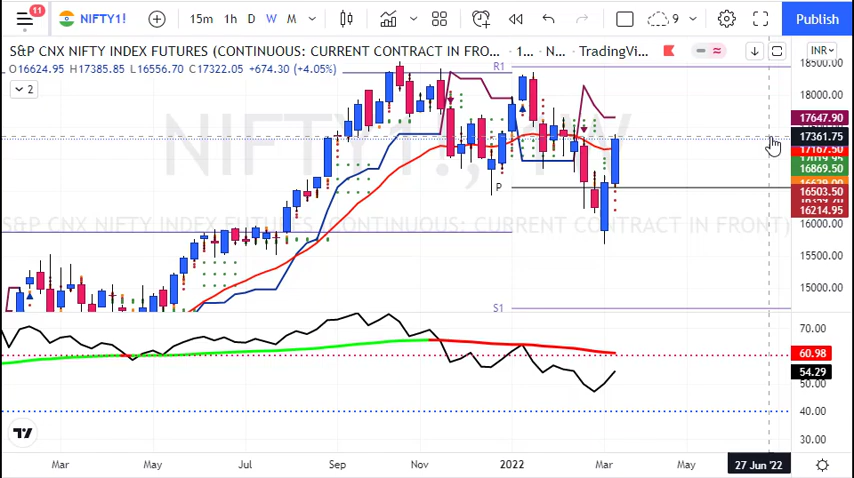 11
NIFTY1!
15m 1h D W M
9
Publish
S&P CNX NIFTY INDEX FUTURES (CONTINUOUS: CURRENT CONTRACT IN FRO... · 1... N... TradingVi...
INR
O16624.95 H17385.85 L16556.70 C17322.05 +674.30 (+4.05%)
2
R1
P
S1
NIFTY1!, 1W
S&P CNX NIFTY INDEX FUTURES (CONTINUOUS: CURRENT CONTRACT IN FRONT)
18500.00
18000.00
17647.90
17361.75
17167.50
16869.50
16629.00
16503.50
16214.95
15500.00
15000.00
70.00
60.98
54.29
50.00
40.00
30.00
Mar May Jul Sep Nov 2022 Mar May 27 Jun '22